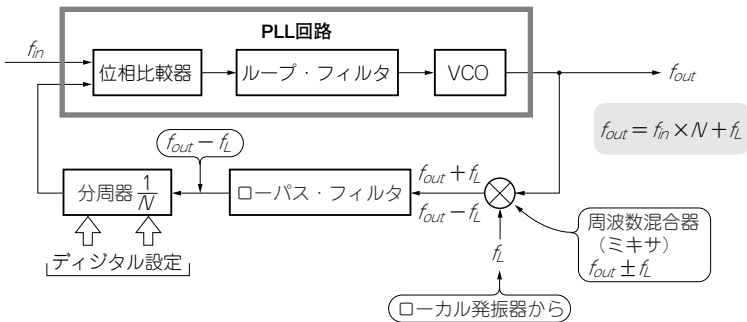 PLL回路
f_in
位相比較器
ループ・フィルタ
VCO
f_out
f_out = f_in × N + f_L
f_out − f_L
分周器 1/N
ローパス・フィルタ
f_out + f_L
f_out − f_L
周波数混合器
（ミキサ）
f_out ± f_L
f_L
ディジタル設定
ローカル発振器から